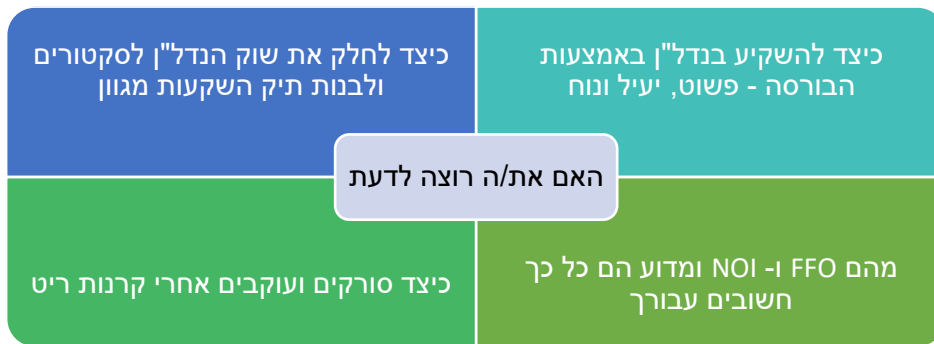 כיצד להשקיע בנדל"ן באמצעות
הבורסה - פשוט, יעיל ונוח
כיצד לחלק את שוק הנדל"ן לסקטורים
ולבנות תיק השקעות מגוון
האם את/ה רוצה לדעת
מהם FFO ו- NOI ומדוע הם כל כך
חשובים עבורך
כיצד סורקים ועוקבים אחרי קרנות ריט